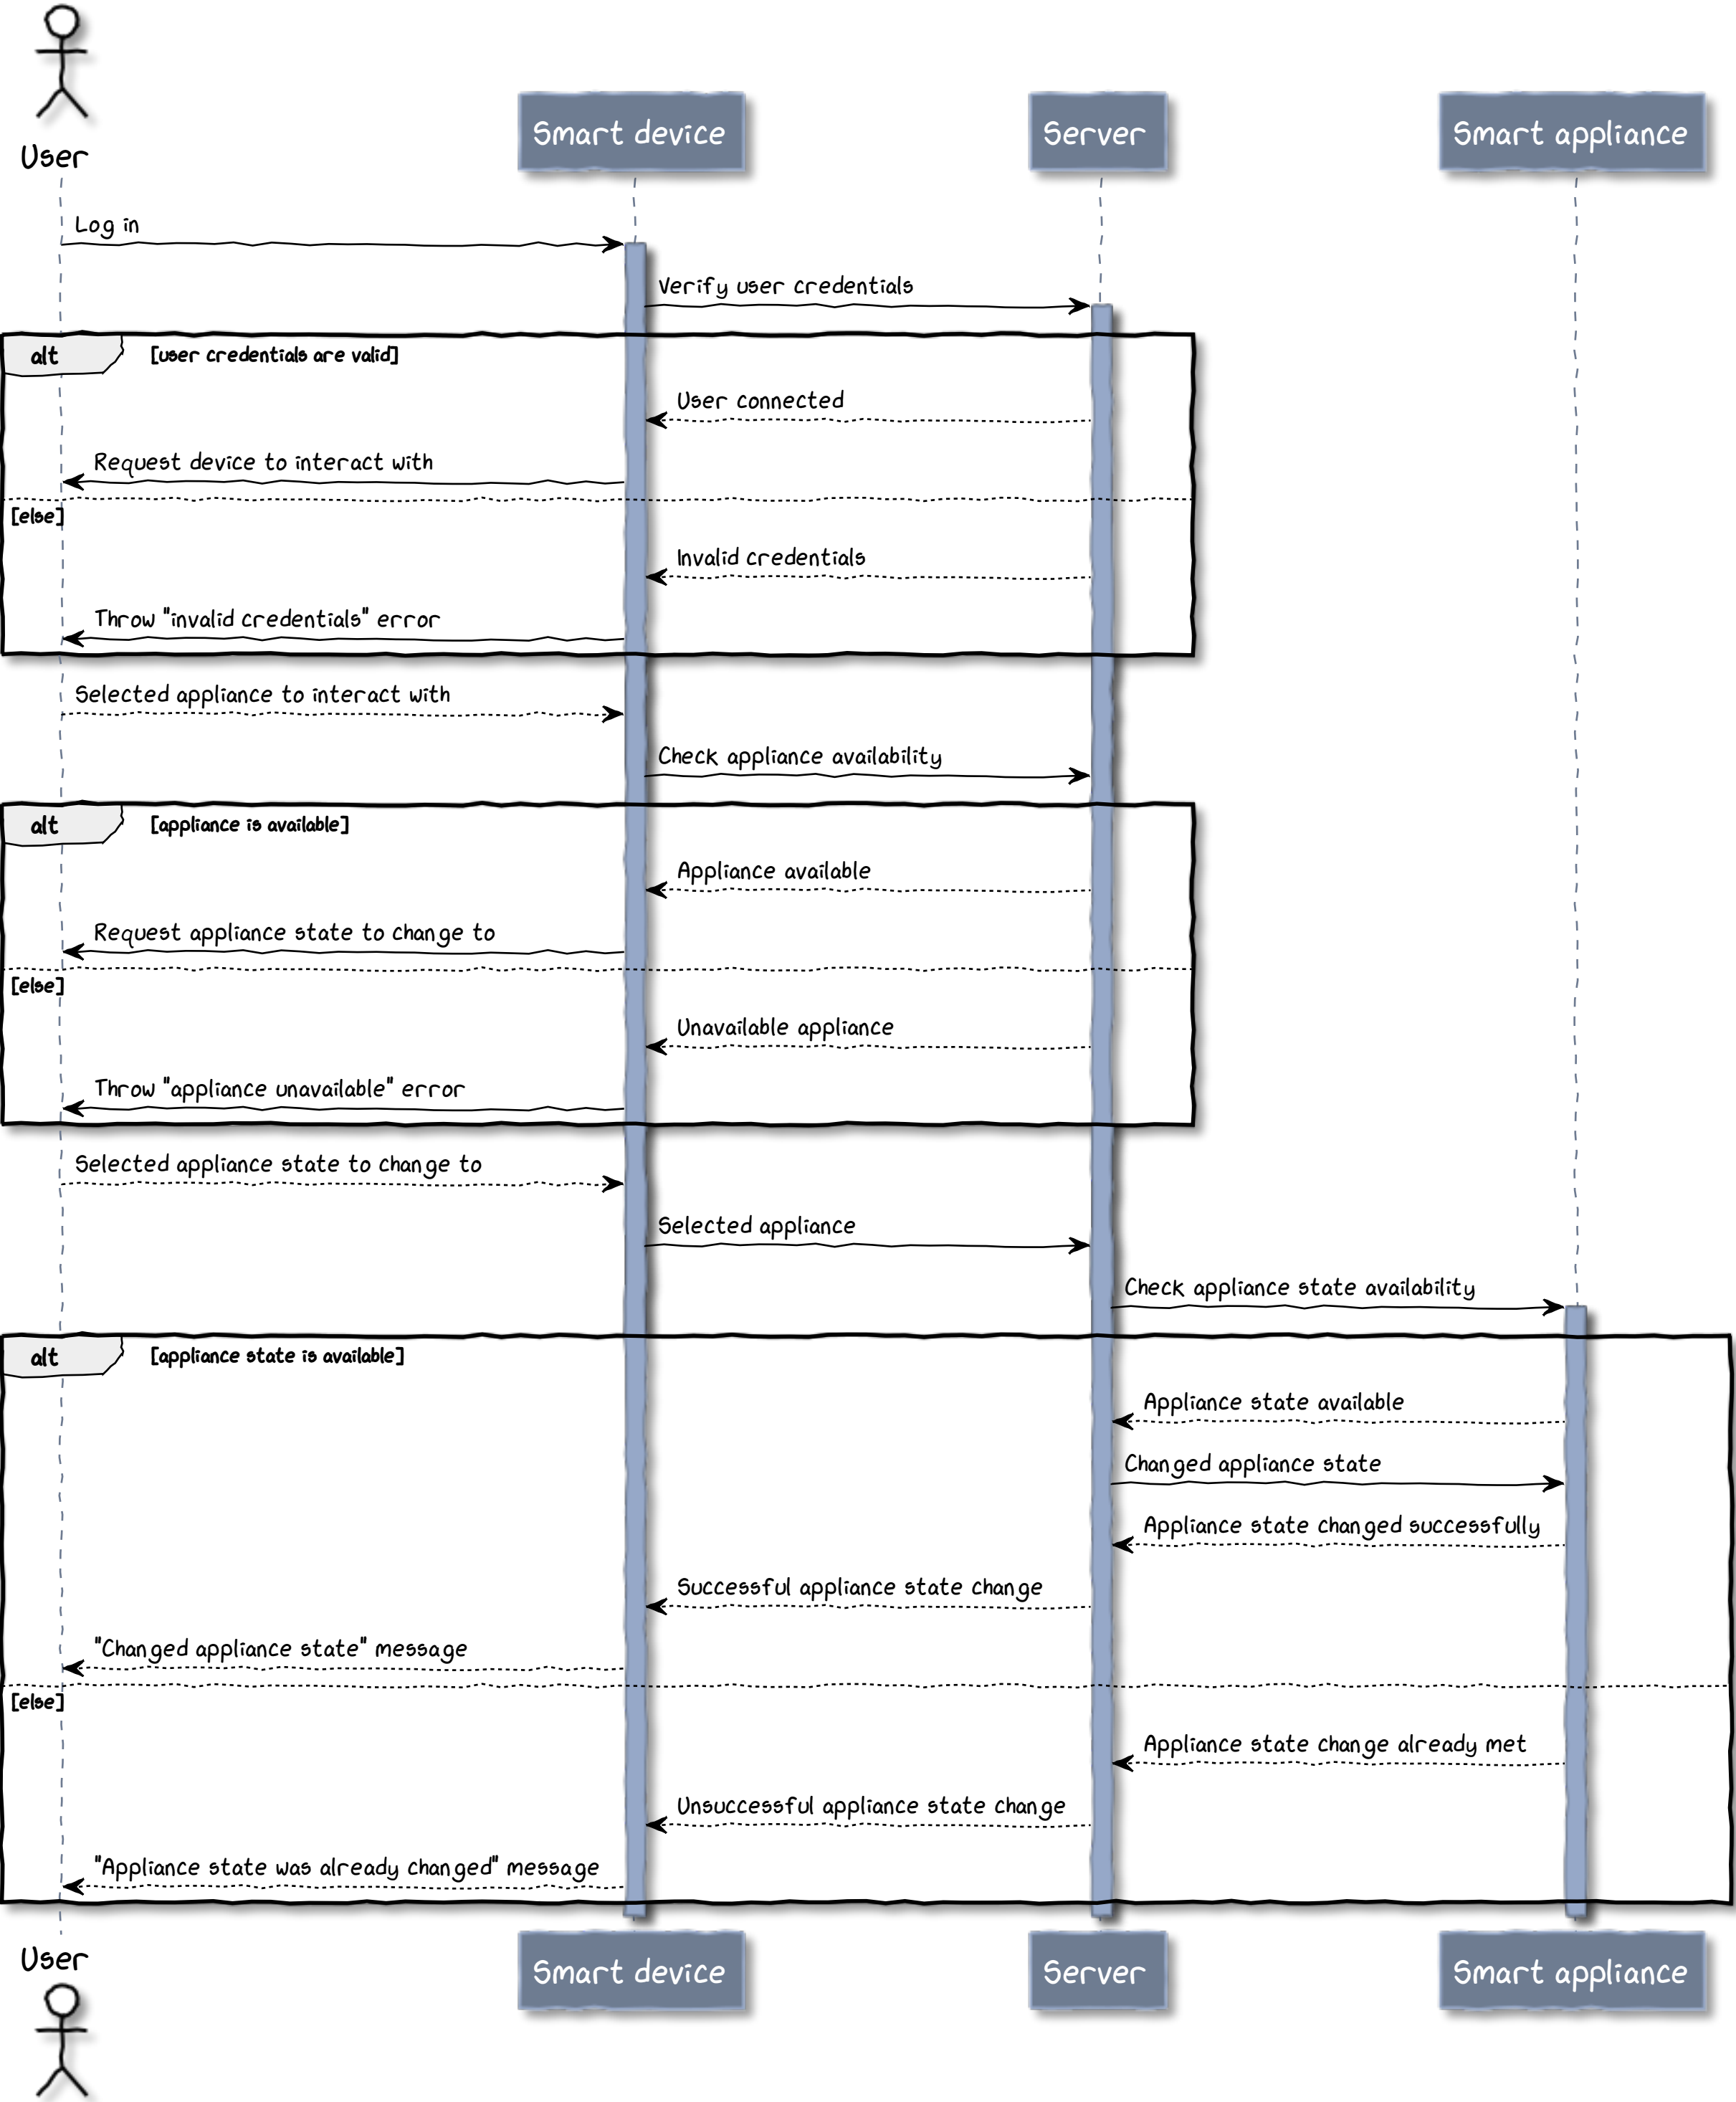 User
Smart device
Server
Smart appliance
Log in
Verify user credentials
alt
[user credentials are valid]
User connected
Request device to interact with
[else]
Invalid credentials
Throw "invalid credentials" error
Selected appliance to interact with
Check appliance availability
alt
[appliance is available]
Appliance available
Request appliance state to change to
[else]
Unavailable appliance
Throw "appliance unavailable" error
Selected appliance state to change to
Selected appliance
Check appliance state availability
alt
[appliance state is available]
Appliance state available
Changed appliance state
Appliance state changed successfully
Successful appliance state change
"Changed appliance state" message
[else]
Appliance state change already met
Unsuccessful appliance state change
"Appliance state was already changed" message
User
Smart device
Server
Smart appliance